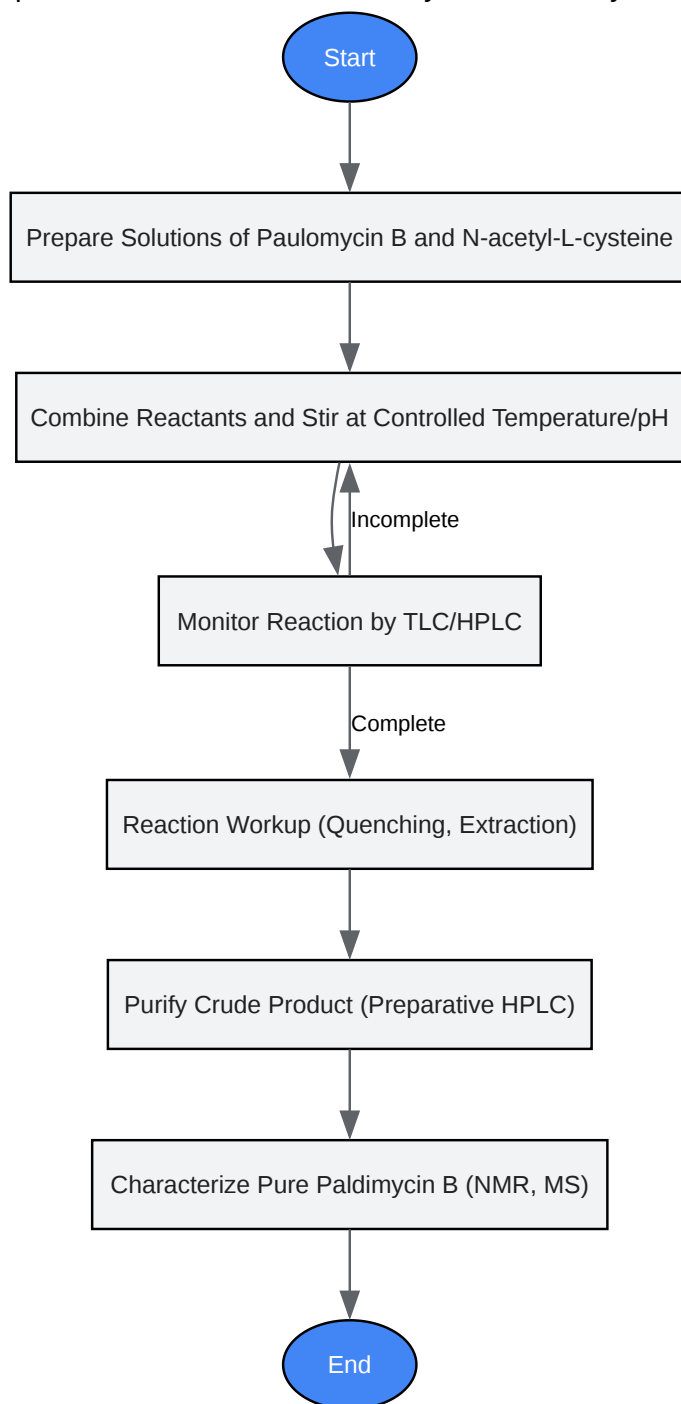 Start
Prepare Solutions of Paulomycin B and N-acetyl-L-cysteine
Combine Reactants and Stir at Controlled Temperature/pH
Incomplete
Monitor Reaction by TLC/HPLC
Complete
Reaction Workup (Quenching, Extraction)
Purify Crude Product (Preparative HPLC)
Characterize Pure Paldimycin B (NMR, MS)
End